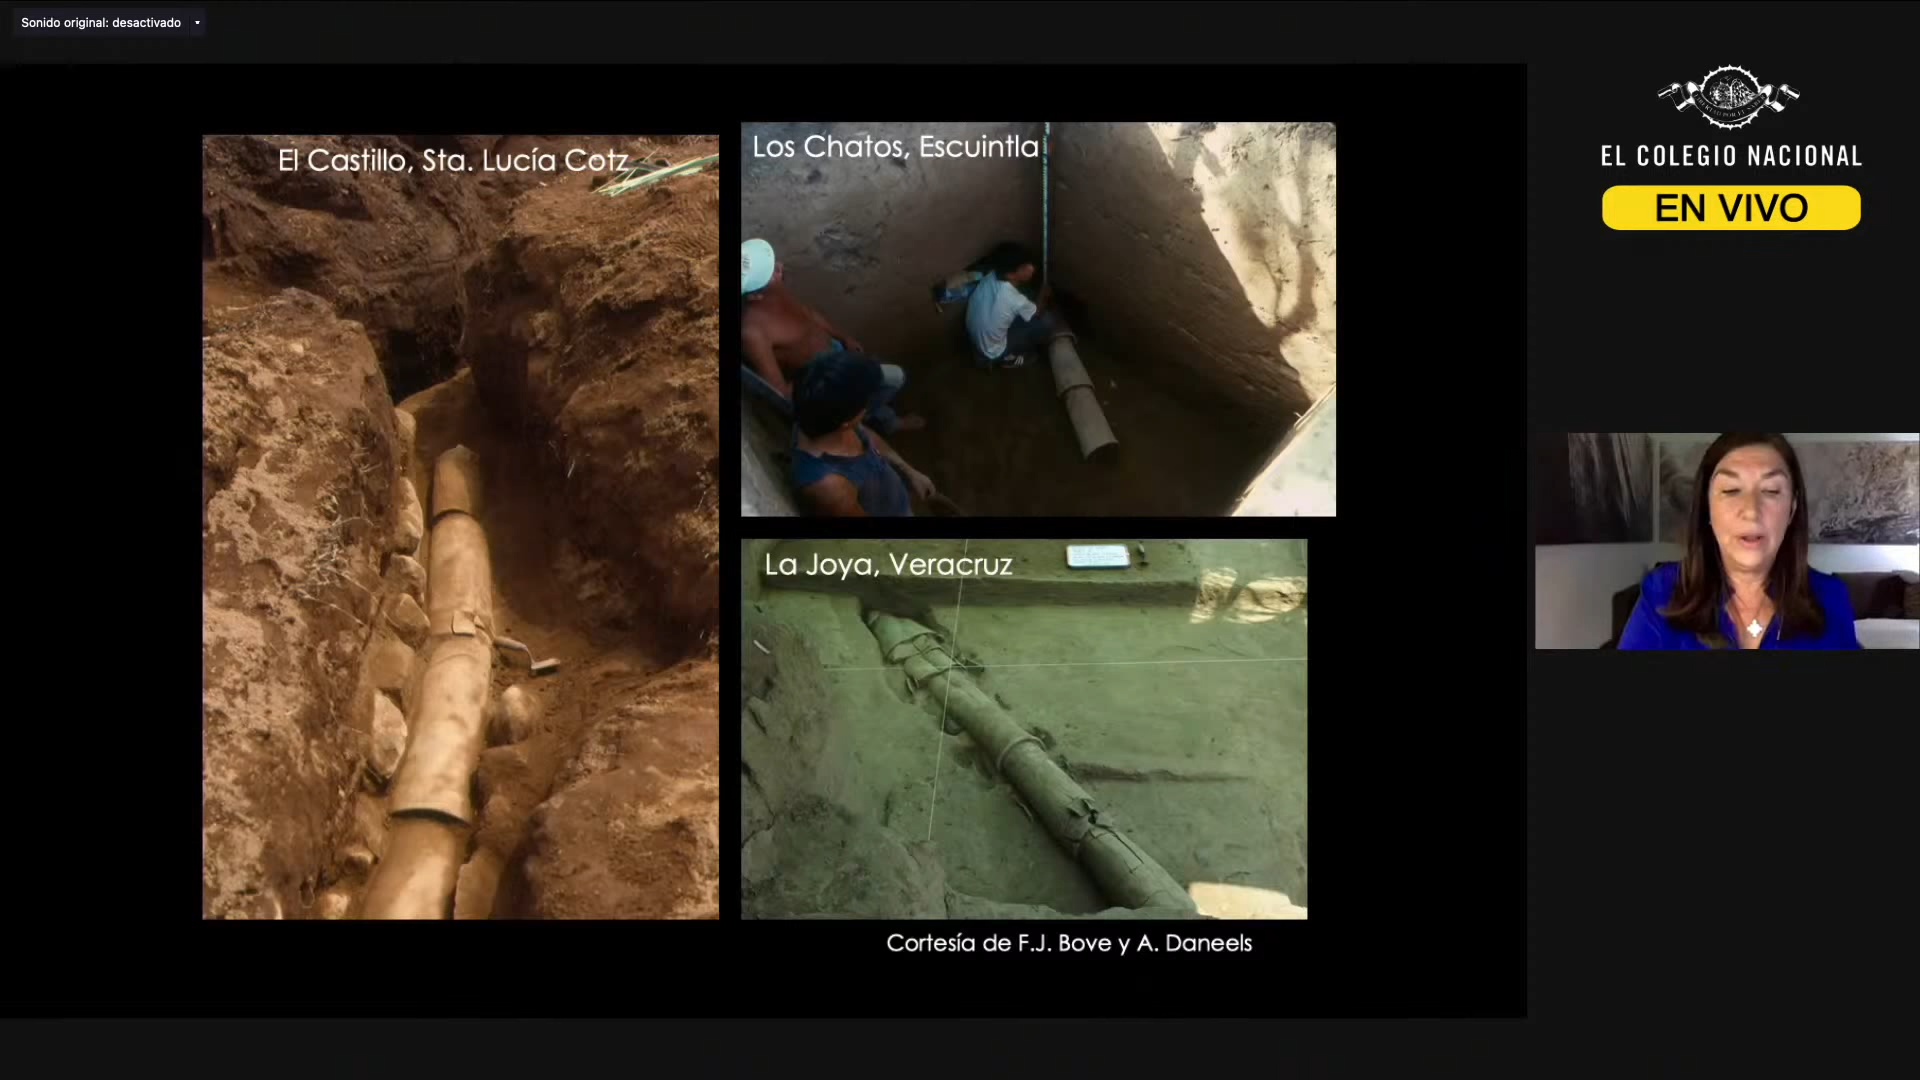 Sonido original: desactivado
El Castillo, Sta. Lucía Cotz
Los Chatos, Escuintla
La Joya, Veracruz
Cortesía de F.J. Bove y A. Daneels
EL COLEGIO NACIONAL
EN VIVO